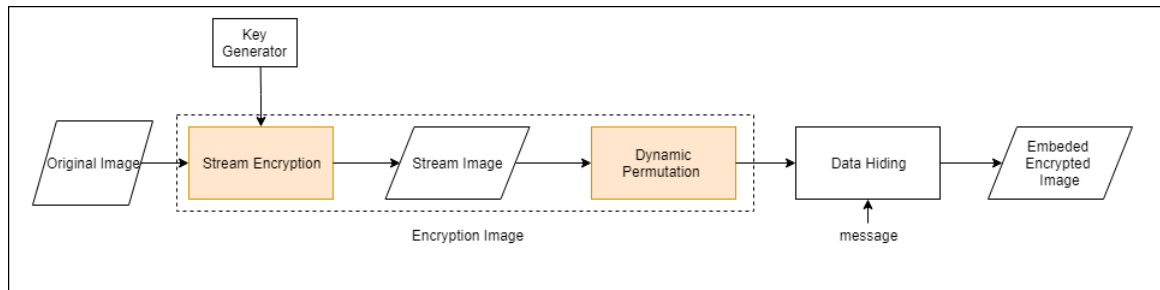 Key
Generator
Original Image
Stream Encryption
Stream Image
Dynamic
Permutation
Data Hiding
Embeded
Encrypted
Image
Encryption Image
message